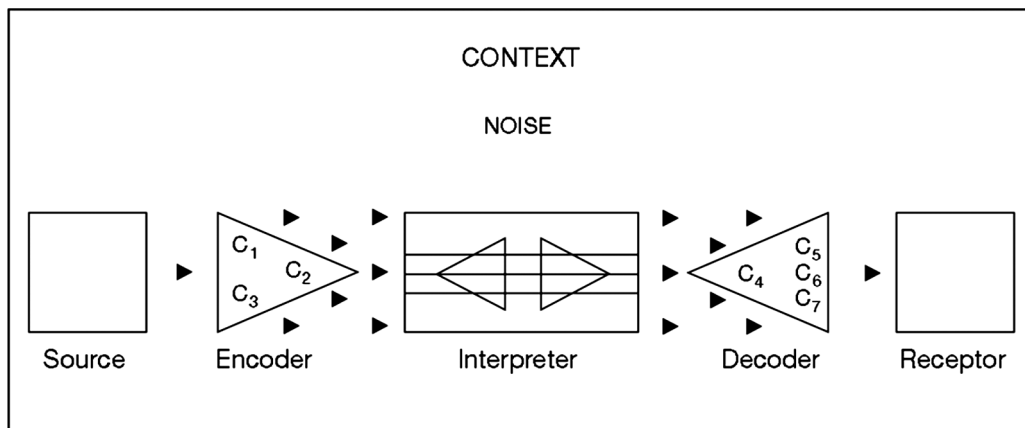 CONTEXT
NOISE
C₁
C₂
C₃
C₄
C₅
C₆
C₇
Source
Encoder
Interpreter
Decoder
Receptor